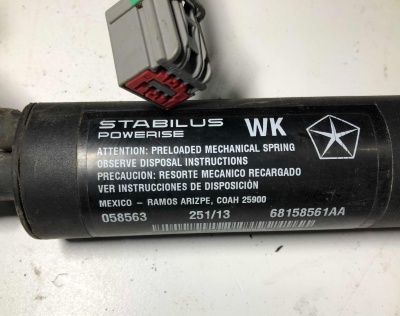 STABILUS WK
POWERISE
ATTENTION: PRELOADED MECHANICAL SPRING
OBSERVE DISPOSAL INSTRUCTIONS
PRECAUCION: RESORTE MECANICO RECARGADO
VER INSTRUCCIONES DE DISPOSICIÓN
MEXICO - RAMOS ARIZPE, COAH 25900
058563 251/13 68158561AA